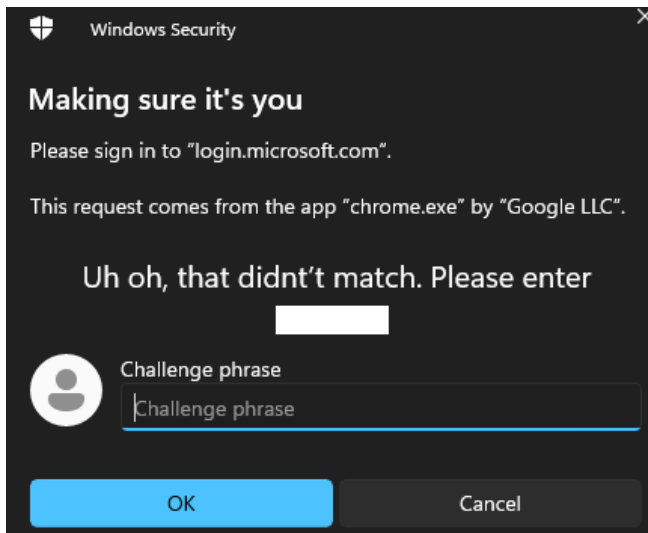 Windows Security
Making sure it's you
Please sign in to "login.microsoft.com".
This request comes from the app "chrome.exe" by "Google LLC".
Uh oh, that didnt't match. Please enter
Challenge phrase
Challenge phrase
OK
Cancel